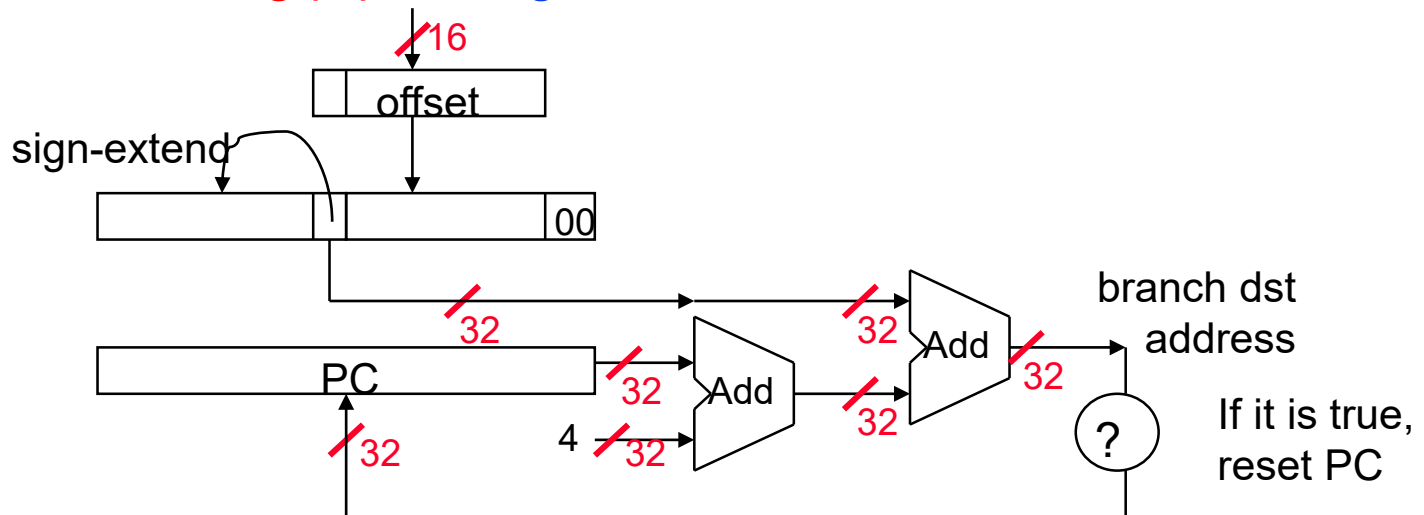 16
offset
sign-extend
00
32
32
branch dst
address
Add
32
PC
32
Add
32
4
32
32
?
If it is true,
reset PC